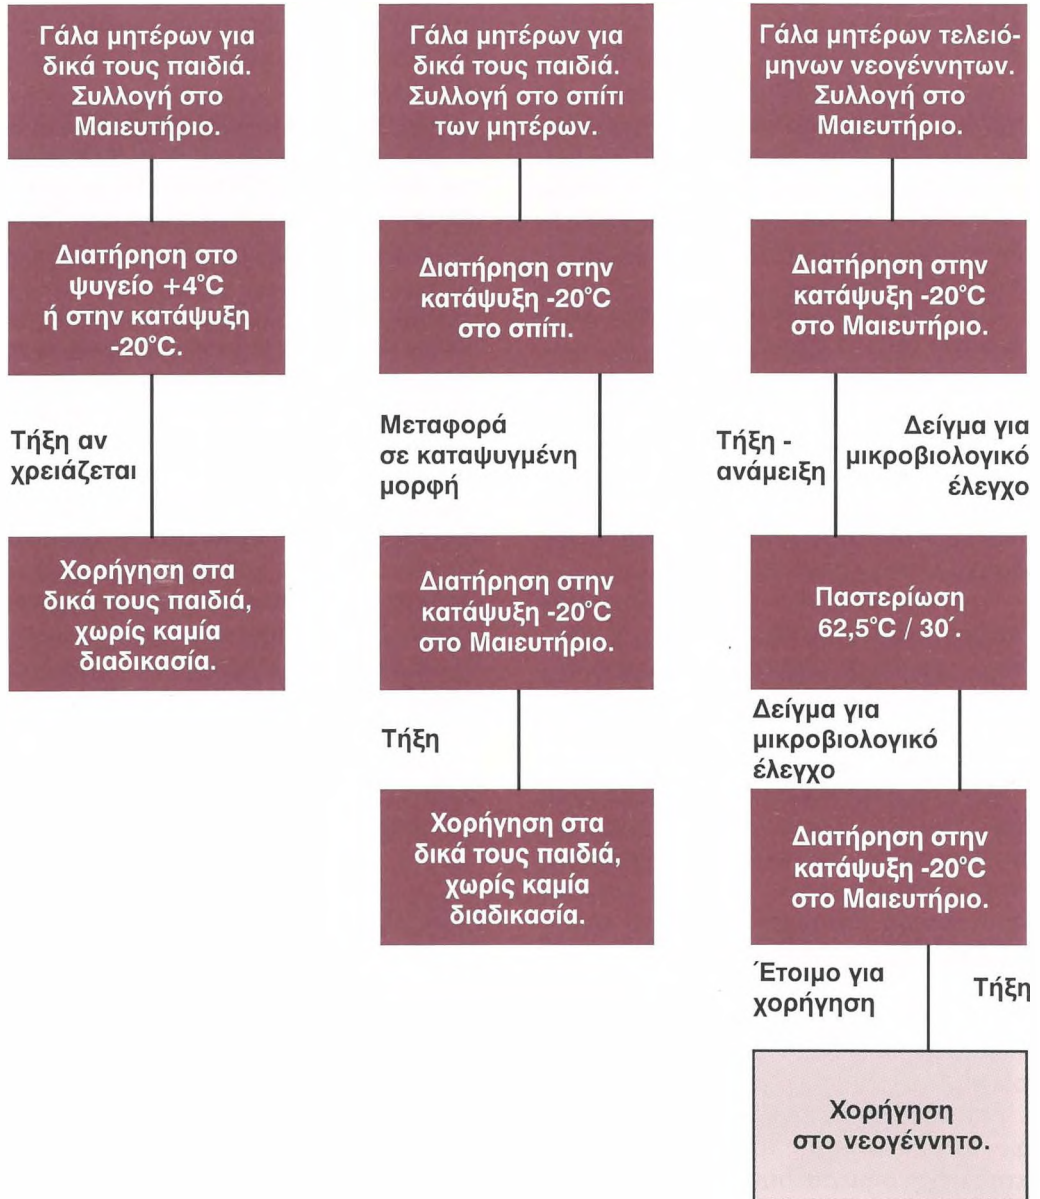 Γάλα μητέρων για
δικά τους παιδιά.
Συλλογή στο
Μαιευτήριο.
Διατήρηση στο
ψυγείο +4°C
ή στην κατάψυξη
-20°C.
Τήξη αν
χρειάζεται
Χορήγηση στα
δικά τους παιδιά,
χωρίς καμία
διαδικασία.
Γάλα μητέρων για
δικά τους παιδιά.
Συλλογή στο σπίτι
των μητέρων.
Διατήρηση στην
κατάψυξη -20°C
στο σπίτι.
Μεταφορά
σε καταψυγμένη
μορφή
Διατήρηση στην
κατάψυξη -20°C
στο Μαιευτήριο.
Τήξη
Χορήγηση στα
δικά τους παιδιά,
χωρίς καμία
διαδικασία.
Γάλα μητέρων τελειό-
μηνων νεογέννητων.
Συλλογή στο
Μαιευτήριο.
Διατήρηση στην
κατάψυξη -20°C
στο Μαιευτήριο.
Τήξη -
ανάμειξη
Δείγμα για
μικροβιολογικό
έλεγχο
Παστερίωση
62,5°C / 30΄.
Δείγμα για
μικροβιολογικό
έλεγχο
Διατήρηση στην
κατάψυξη -20°C
στο Μαιευτήριο.
Έτοιμο για
χορήγηση
Τήξη
Χορήγηση
στο νεογέννητο.